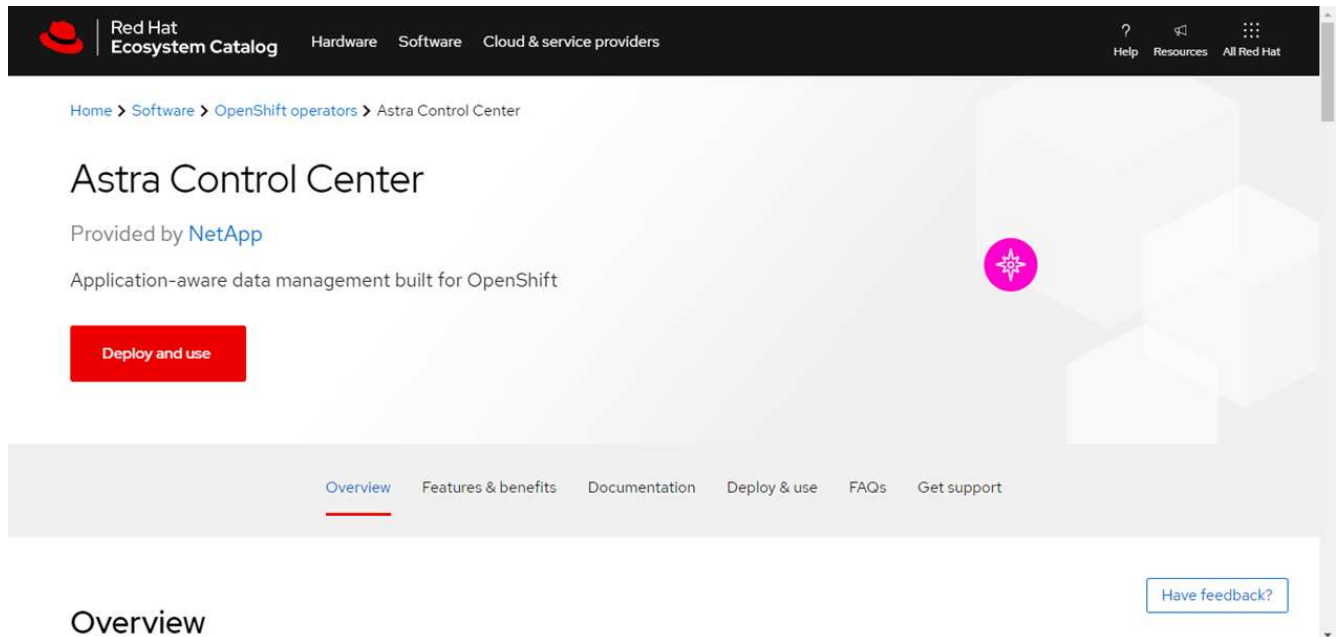 Red Hat
Ecosystem Catalog
Hardware Software Cloud & service providers
? Help Resources All Red Hat
Home > Software > OpenShift operators > Astra Control Center
Astra Control Center
Provided by NetApp
Application-aware data management built for OpenShift
Deploy and use
Overview Features & benefits Documentation Deploy & use FAQs Get support
Have feedback?
Overview